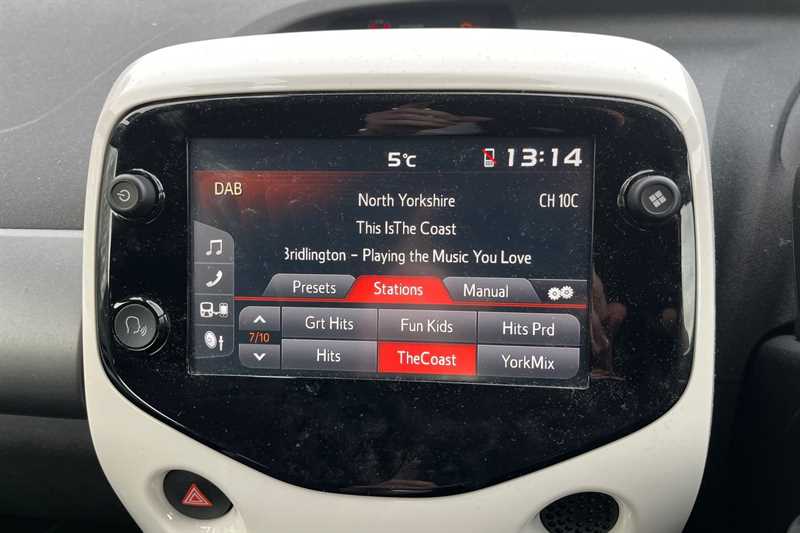 5°C 13:14
DAB
North Yorkshire CH 10C
This IsThe Coast
Bridlington - Playing the Music You Love
Presets Stations Manual
Grt Hits Fun Kids Hits Prd
7/10
Hits TheCoast YorkMix